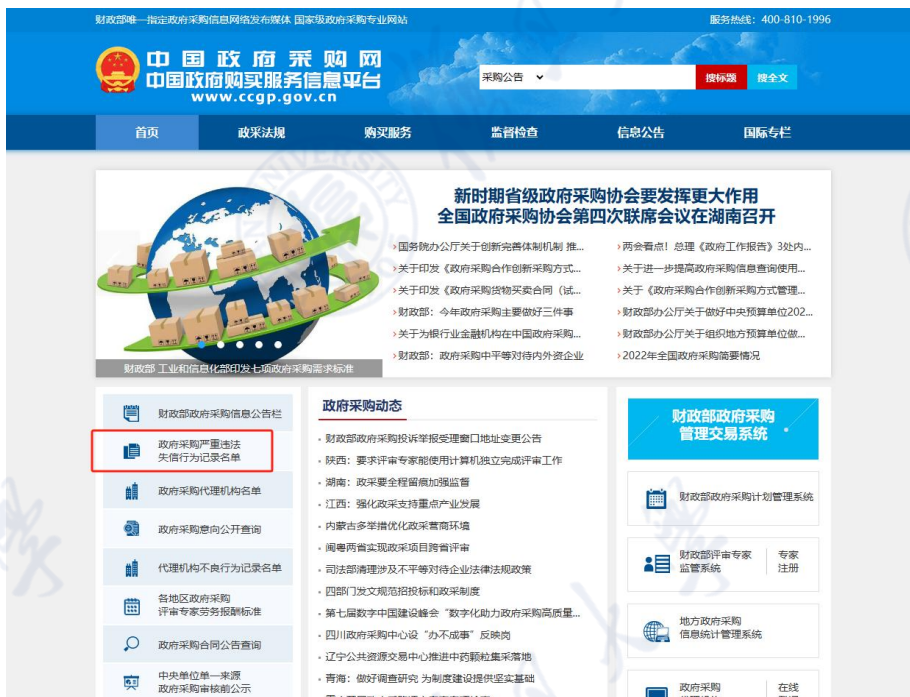 财政部唯一指定政府采购信息网络发布媒体 国家级政府采购专业网站
服务热线：400-810-1996
中国政府采购网
中国政府购买服务信息平台
www.ccgp.gov.cn
采购公告
搜标题
搜全文
首页
政采法规
购买服务
监督检查
信息公告
国际专栏
新时期省级政府采购协会要发挥更大作用
全国政府采购协会第四次联席会议在湖南召开
国务院办公厅关于创新完善体制机制 推...
关于印发《政府采购合作创新采购方式...
关于印发《政府采购货物买卖合同（试...
财政部：今年政府采购主要做好三件事
关于为银行业金融机构在中国政府采购...
财政部：政府采购中平等对待内外资企业
两会看点！总理《政府工作报告》3处内...
关于进一步提高政府采购信息查询使用...
关于《政府采购合作创新采购方式管理...
财政部办公厅关于做好中央预算单位202...
财政部办公厅关于组织地方预算单位做...
2022年全国政府采购简要情况
财政部 工业和信息化部印发七项政府采购需求标准
财政部政府采购信息公告栏
政府采购严重违法
失信行为记录名单
政府采购代理机构名单
政府采购意向公开查询
代理机构不良行为记录名单
各地区政府采购
评审专家劳务报酬标准
政府采购合同公告查询
中央单位单一来源
政府采购审核前公示
政府采购动态
财政部政府采购投诉举报受理窗口地址变更公告
陕西：要求评审专家能使用计算机独立完成评审工作
湖南：政采要全程留痕加强监督
江西：强化政采支持重点产业发展
内蒙古多举措优化政采营商环境
闽粤两省实现政采项目跨省评审
司法部清理涉及不平等对待企业法律法规政策
四部门发文规范招投标和政采制度
第七届数字中国建设峰会“数字化助力政府采购高质量...
四川政府采购中心设“办不成事”反映岗
辽宁公共资源交易中心推进中药颗粒集采落地
青海：做好调查研究 为制度建设提供坚实基础
财政部政府采购
管理交易系统
财政部政府采购计划管理系统
财政部评审专家
监管系统
专家
注册
地方政府采购
信息统计管理系统
政府采购
在线
UNIVERSITY